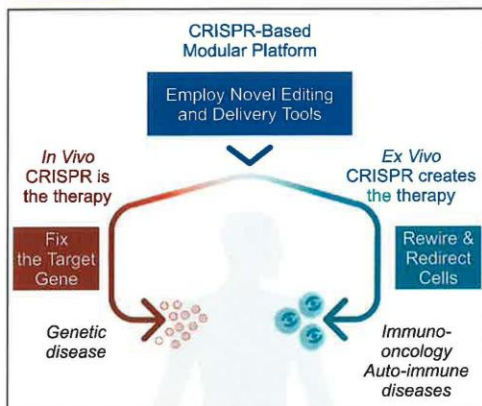 CRISPR-Based
Modular Platform
Employ Novel Editing
and Delivery Tools
In Vivo
CRISPR is
the therapy
Fix
the Target
Gene
Genetic
disease
Ex Vivo
CRISPR creates
the therapy
Rewire &
Redirect
Cells
Immuno-
oncology
Auto-immune
diseases